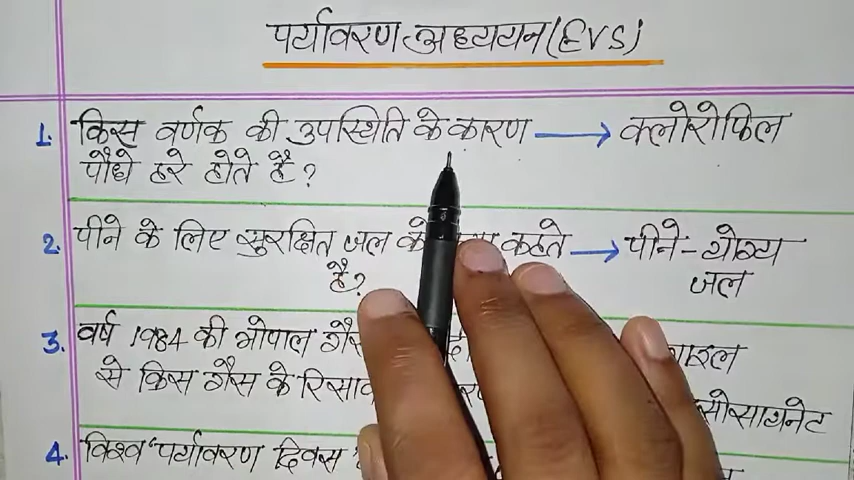 पर्यावरण अध्ययन (EVS)
1. किस वर्णक की उपस्थिति के कारण → क्लोरोफिल
पौधे हरे होते है?
2. पीने के लिए सुरक्षित जल को कहते → पीने-योग्य
है? जल
3. वर्ष 1984 की भोपाल
से किस गैस के
4. विश्व "पर्यावरण दिवस